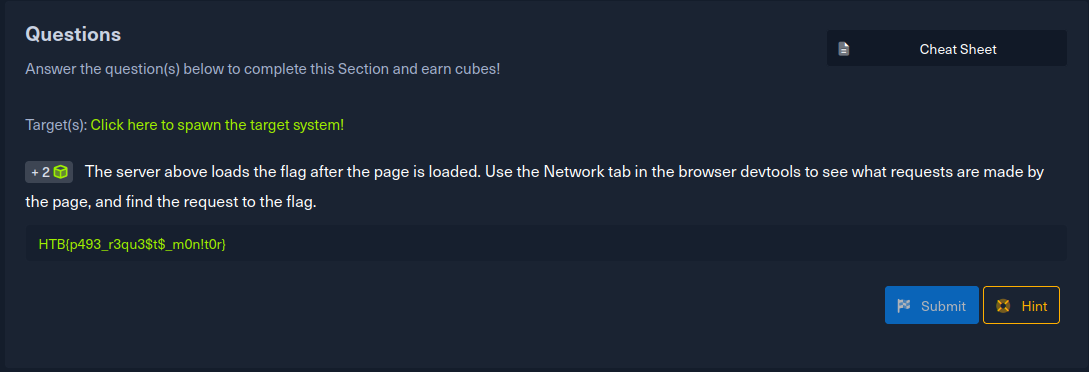 Questions
Cheat Sheet
Answer the question(s) below to complete this Section and earn cubes!
Target(s): Click here to spawn the target system!
+ 2 The server above loads the flag after the page is loaded. Use the Network tab in the browser devtools to see what requests are made by
the page, and find the request to the flag.
HTB{p493_r3qu3$t$_m0n!t0r}
Submit
Hint